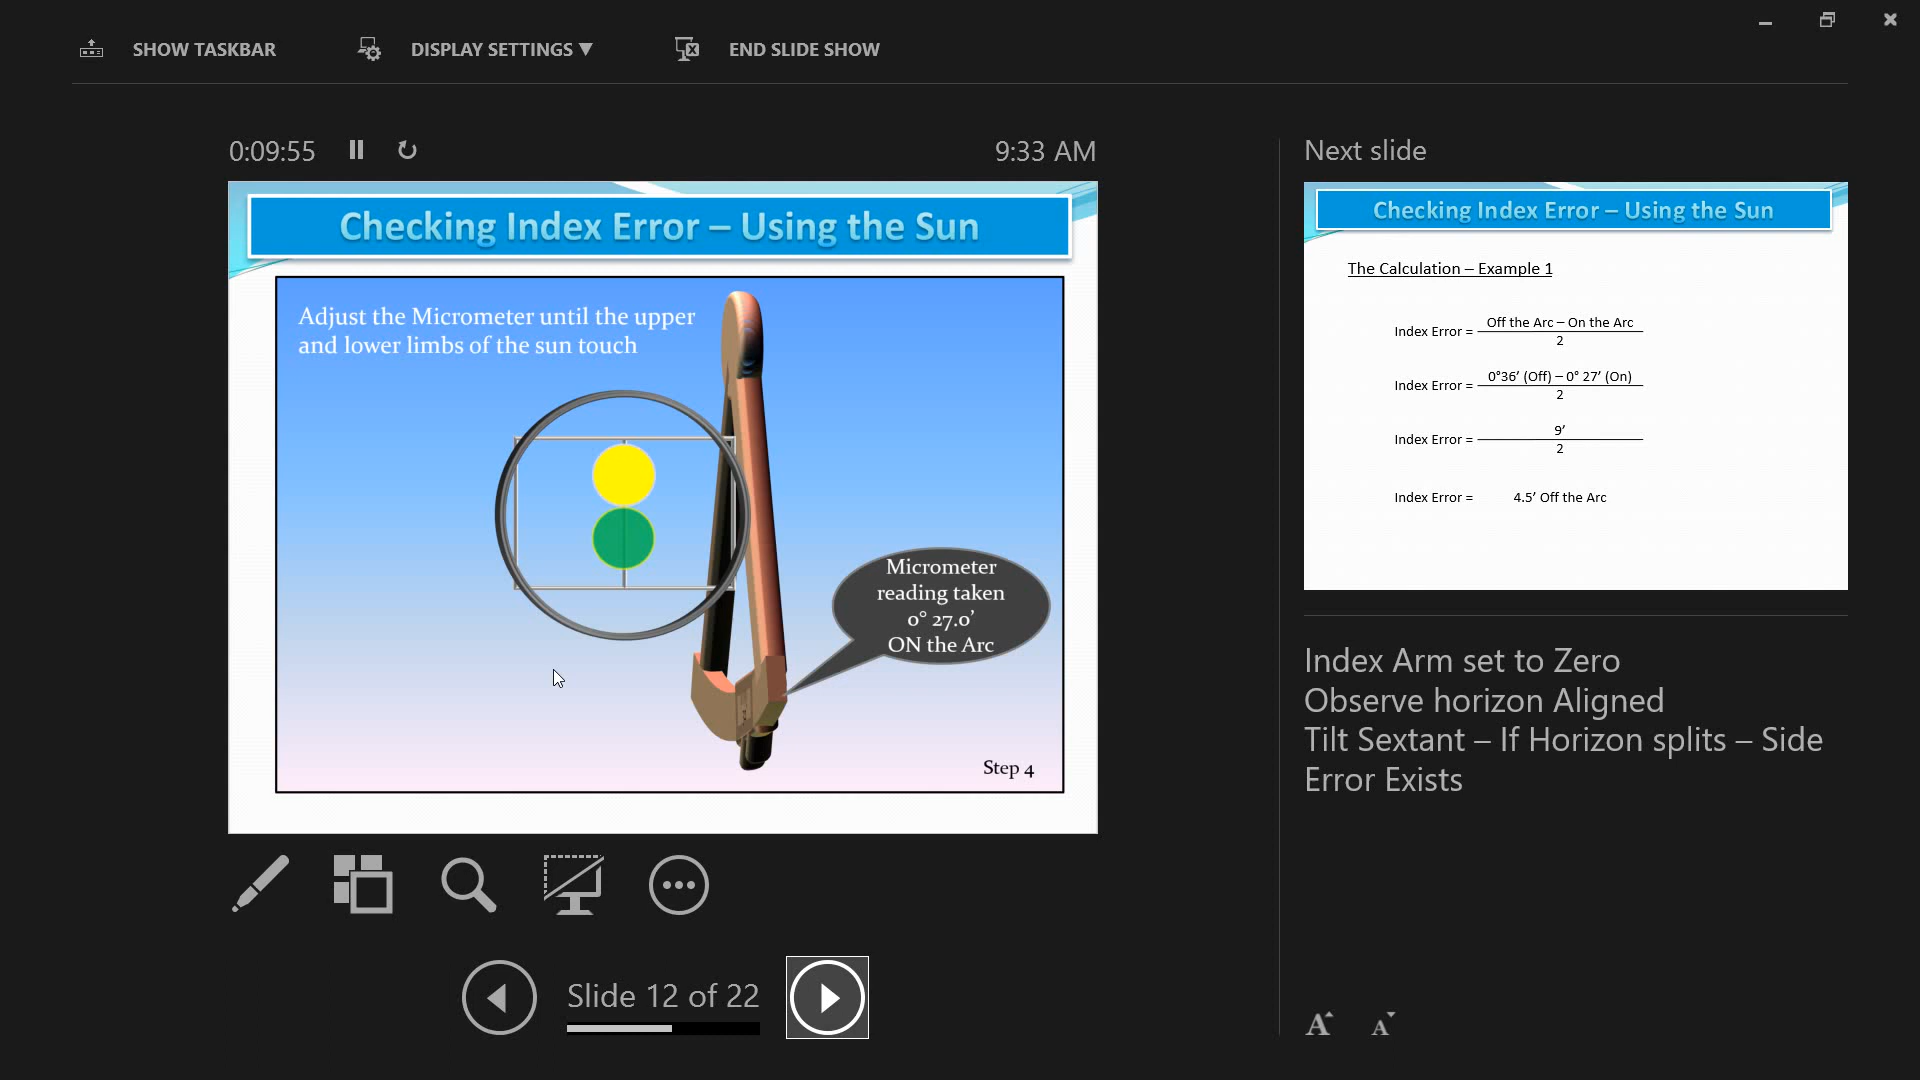 SHOW TASKBAR
DISPLAY SETTINGS ▼
END SLIDE SHOW
0:09:55
9:33 AM
Checking Index Error – Using the Sun
Adjust the Micrometer until the upper
and lower limbs of the sun touch
Micrometer
reading taken
0° 27.0’
ON the Arc
Step 4
Slide 12 of 22
Next slide
Checking Index Error – Using the Sun
The Calculation – Example 1
Index Error = Off the Arc – On the Arc
2
Index Error = 0°36’ (Off) – 0° 27’ (On)
2
Index Error = 9’
2
Index Error = 4.5’ Off the Arc
Index Arm set to Zero
Observe horizon Aligned
Tilt Sextant – If Horizon splits – Side
Error Exists
A A